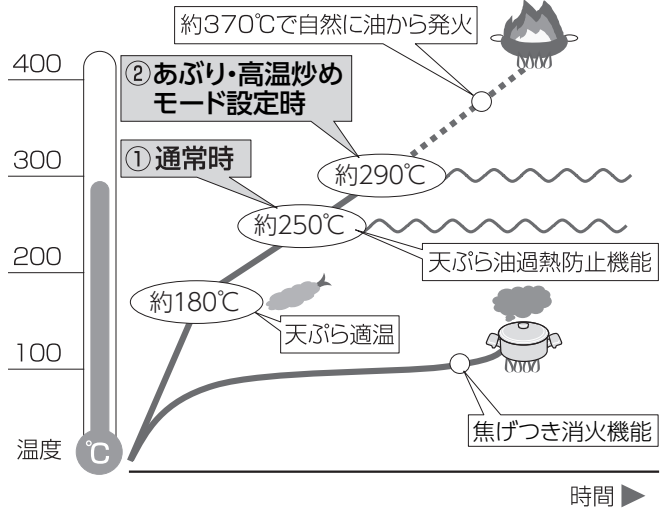 約370℃で自然に油から発火
400
②あぶり・高温炒め
モード設定時
300
①通常時
約290℃
約250℃
200
天ぷら油過熱防止機能
約180℃
天ぷら適温
100
焦げつき消火機能
温度
℃
時間▶